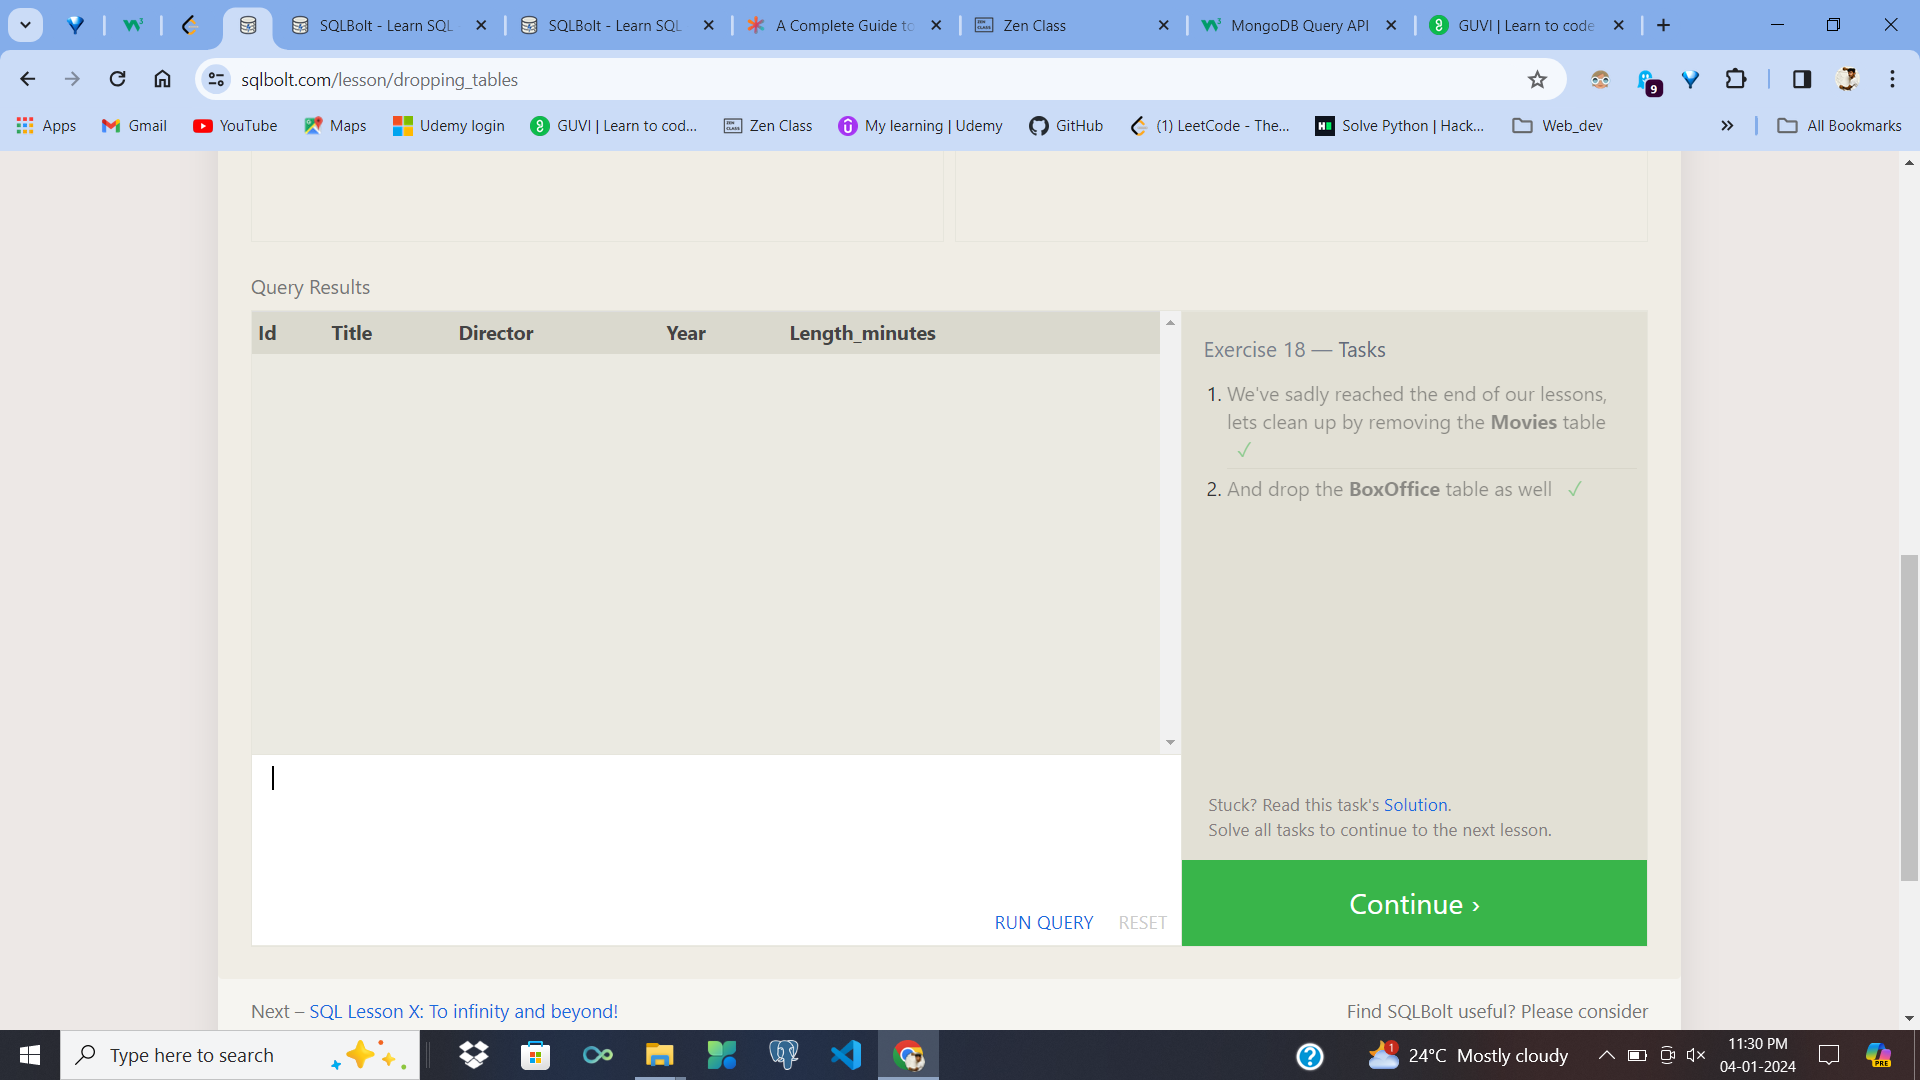 SQLBolt - Learn SQL
SQLBolt - Learn SQL
A Complete Guide to
Zen Class
MongoDB Query API
GUVI | Learn to code
sqlbolt.com/lesson/dropping_tables
9
Apps
Gmail
YouTube
Maps
Udemy login
GUVI | Learn to cod...
Zen Class
My learning | Udemy
GitHub
(1) LeetCode - The...
Solve Python | Hack...
Web_dev
All Bookmarks
Query Results
Id Title Director Year Length_minutes
Exercise 18 — Tasks
1. We've sadly reached the end of our lessons,
lets clean up by removing the Movies table
✓
2. And drop the BoxOffice table as well ✓
Stuck? Read this task's Solution.
Solve all tasks to continue to the next lesson.
RUN QUERY RESET
Continue ›
Next – SQL Lesson X: To infinity and beyond!
Find SQLBolt useful? Please consider
Type here to search
1
24°C Mostly cloudy
11:30 PM
04-01-2024
PRE